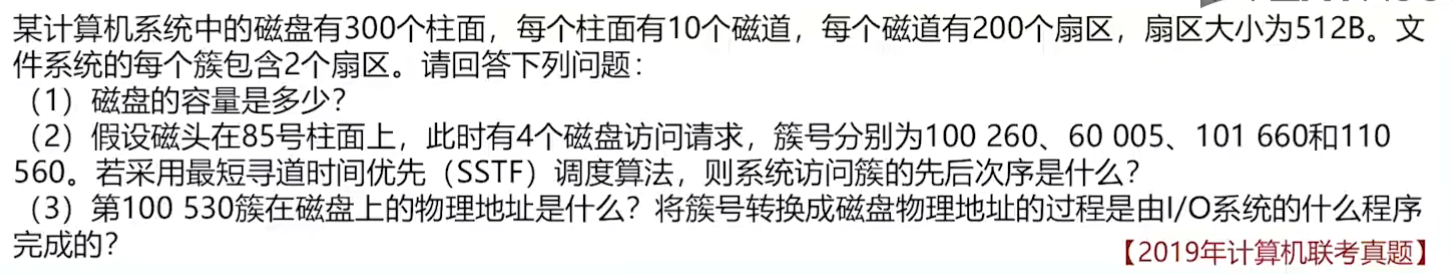 某计算机系统中的磁盘有300个柱面，每个柱面有10个磁道，每个磁道有200个扇区，扇区大小为512B。文
件系统的每个簇包含2个扇区。请回答下列问题：
（1）磁盘的容量是多少？
（2）假设磁头在85号柱面上，此时有4个磁盘访问请求，簇号分别为100 260、60 005、101 660和110
560。若采用最短寻道时间优先（SSTF）调度算法，则系统访问簇的先后次序是什么？
（3）第100 530簇在磁盘上的物理地址是什么？将簇号转换成磁盘物理地址的过程是由I/O系统的什么程序
完成的？
【2019年计算机联考真题】